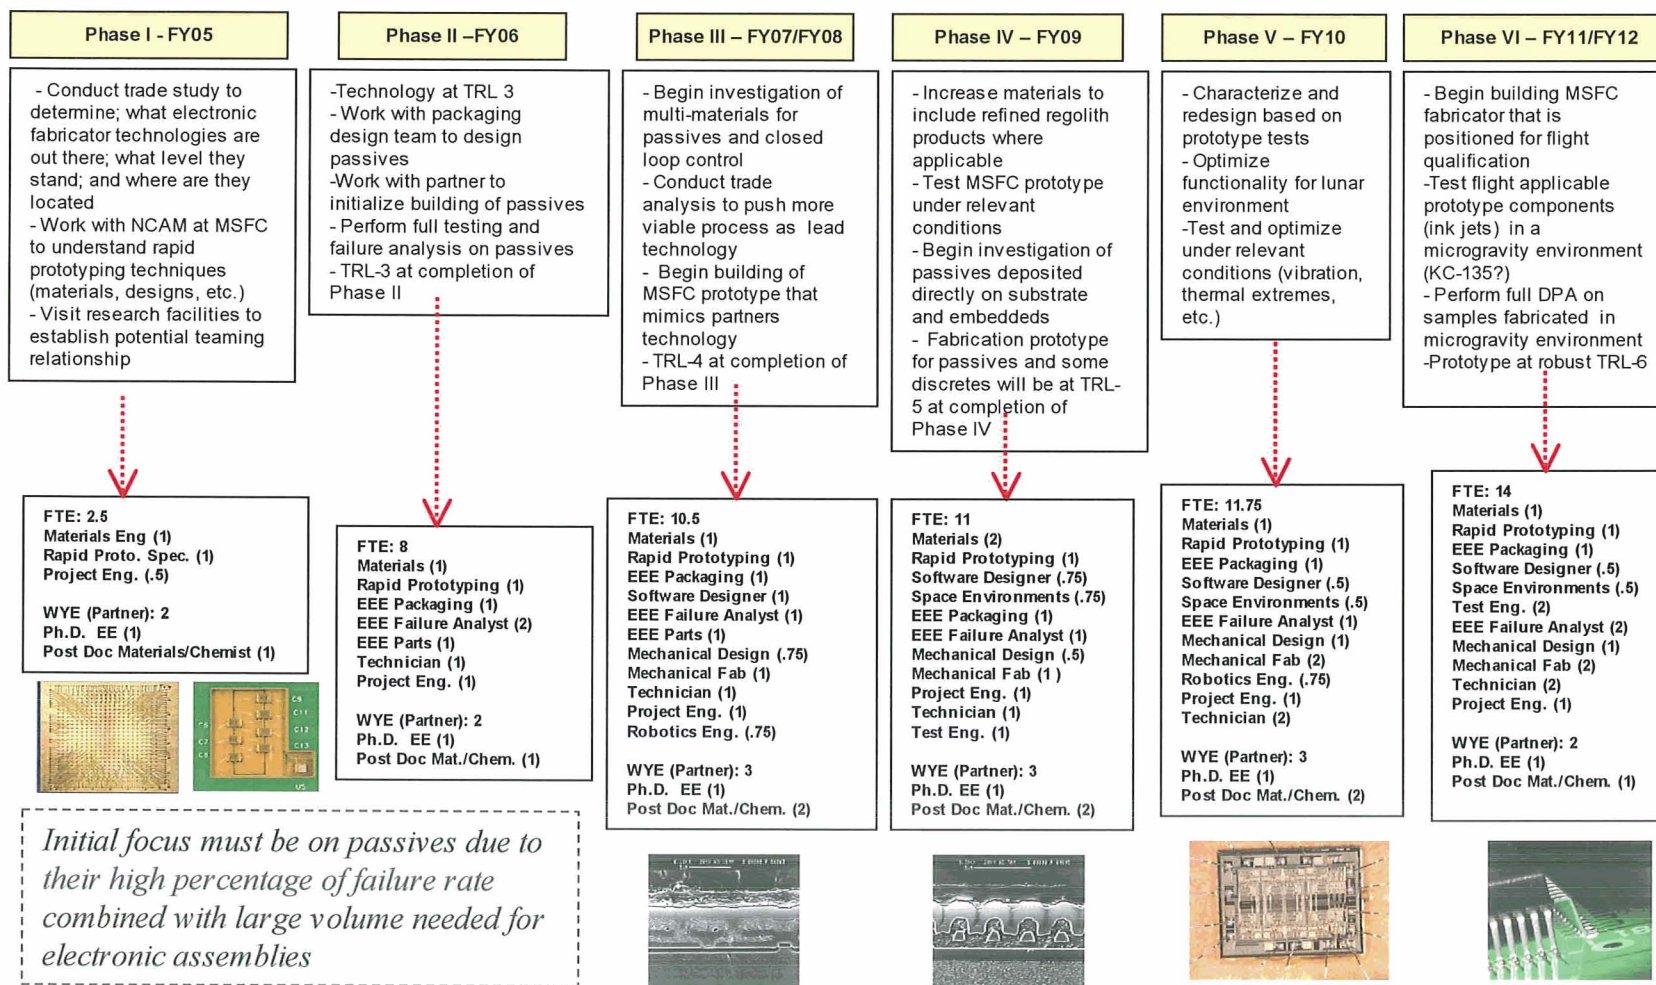 Phase I - FY05
- Conduct trade study to
determine; what electronic
fabricator technologies are
out there; what level they
stand; and where are they
located
- Work with NCAM at MSFC
to understand rapid
prototyping techniques
(materials, designs, etc.)
- Visit research facilities to
establish potential teaming
relationship
FTE: 2.5
Materials Eng (1)
Rapid Proto. Spec. (1)
Project Eng. (.5)
WYE (Partner): 2
Ph.D. EE (1)
Post Doc Materials/Chemist (1)
C9
C11
C6
C12
C7
C13
C8
U5
Initial focus must be on passives due to
their high percentage of failure rate
combined with large volume needed for
electronic assemblies
Phase II –FY06
-Technology at TRL 3
- Work with packaging
design team to design
passives
-Work with partner to
initialize building of passives
- Perform full testing and
failure analysis on passives
- TRL-3 at completion of
Phase II
FTE: 8
Materials (1)
Rapid Prototyping (1)
EEE Packaging (1)
EEE Failure Analyst (2)
EEE Parts (1)
Technician (1)
Project Eng. (1)
WYE (Partner): 2
Ph.D. EE (1)
Post Doc Mat./Chem. (1)
Phase III – FY07/FY08
- Begin investigation of
multi-materials for
passives and closed
loop control
- Conduct trade
analysis to push more
viable process as lead
technology
- Begin building of
MSFC prototype that
mimics partners
technology
- TRL-4 at completion of
Phase III
FTE: 10.5
Materials (1)
Rapid Prototyping (1)
EEE Packaging (1)
Software Designer (1)
EEE Failure Analyst (1)
EEE Parts (1)
Mechanical Design (.75)
Mechanical Fab (1)
Technician (1)
Project Eng. (1)
Robotics Eng. (.75)
WYE (Partner): 3
Ph.D. EE (1)
Post Doc Mat./Chem. (2)
Phase IV – FY09
- Increase materials to
include refined regolith
products where
applicable
- Test MSFC prototype
under relevant
conditions
- Begin investigation of
passives deposited
directly on substrate
and embeddeds
- Fabrication prototype
for passives and some
discretes will be at TRL-
5 at completion of
Phase IV
FTE: 11
Materials (2)
Rapid Prototyping (1)
Software Designer (.75)
Space Environments (.75)
EEE Packaging (1)
EEE Failure Analyst (1)
Mechanical Design (.5)
Mechanical Fab (1 )
Project Eng. (1)
Technician (1)
Test Eng. (1)
WYE (Partner): 3
Ph.D. EE (1)
Post Doc Mat./Chem. (2)
Phase V – FY10
- Characterize and
redesign based on
prototype tests
- Optimize
functionality for lunar
environment
-Test and optimize
under relevant
conditions (vibration,
thermal extremes,
etc.)
FTE: 11.75
Materials (1)
Rapid Prototyping (1)
EEE Packaging (1)
Software Designer (.5)
Space Environments (.5)
EEE Failure Analyst (1)
Mechanical Design (1)
Mechanical Fab (2)
Robotics Eng. (.75)
Project Eng. (1)
Technician (2)
WYE (Partner): 3
Ph.D. EE (1)
Post Doc Mat./Chem. (2)
Phase VI – FY11/FY12
- Begin building MSFC
fabricator that is
positioned for flight
qualification
-Test flight applicable
prototype components
(ink jets) in a
microgravity environment
(KC-135?)
- Perform full DPA on
samples fabricated in
microgravity environment
-Prototype at robust TRL-6
FTE: 14
Materials (1)
Rapid Prototyping (1)
EEE Packaging (1)
Software Designer (.5)
Space Environments (.5)
Test Eng. (2)
EEE Failure Analyst (2)
Mechanical Design (1)
Mechanical Fab (2)
Technician (2)
Project Eng. (1)
WYE (Partner): 2
Ph.D. EE (1)
Post Doc Mat./Chem. (1)